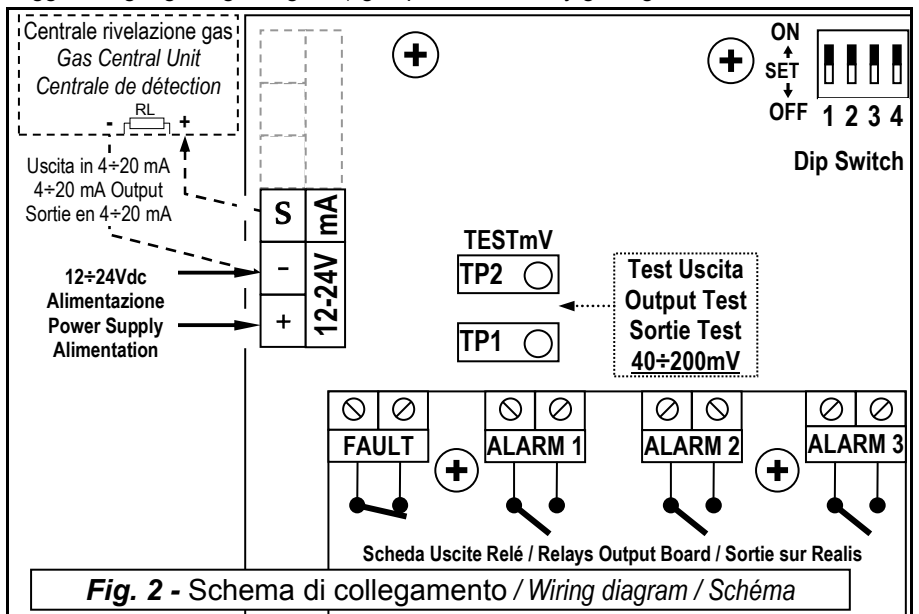 Centrale rivelazione gas
Gas Central Unit
Centrale de détection
RL
- +
Uscita in 4÷20 mA
4÷20 mA Output
Sortie en 4÷20 mA
S mA
- + 12-24V
12÷24Vdc
Alimentazione
Power Supply
Alimentation
ON
SET
OFF
1 2 3 4
Dip Switch
TESTmV
TP2
TP1
Test Uscita
Output Test
Sortie Test
40÷200mV
FAULT ALARM 1 ALARM 2 ALARM 3
Scheda Uscite Relé / Relays Output Board / Sortie sur Realis
Fig. 2 - Schema di collegamento / Wiring diagram / Schéma